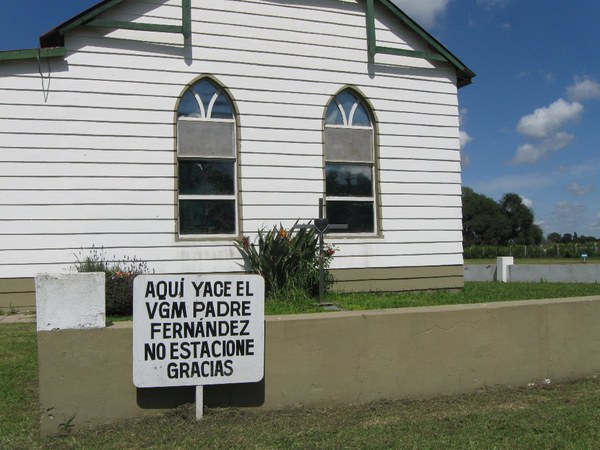 AQUÍ YACE EL
VGM PADRE
FERNÁNDEZ
NO ESTACIONE
GRACIAS